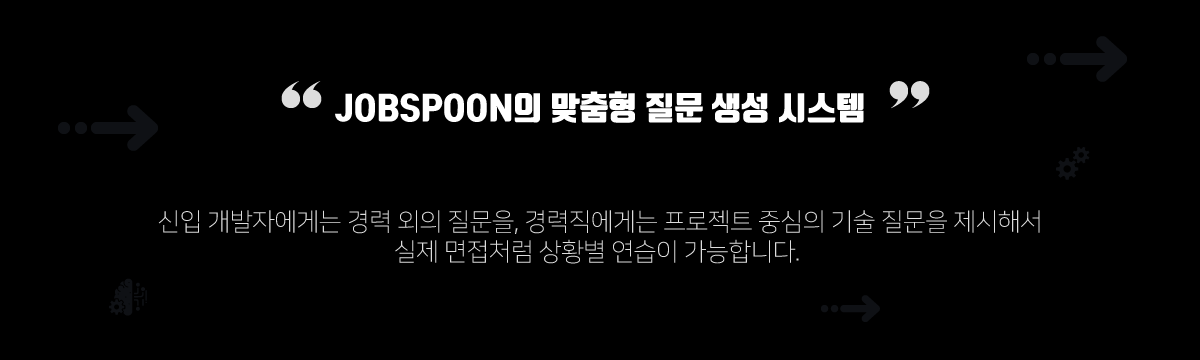 “ JOBSPOON의 맞춤형 질문 생성 시스템 ”
신입 개발자에게는 경력 외의 질문을, 경력직에게는 프로젝트 중심의 기술 질문을 제시해서
실제 면접처럼 상황별 연습이 가능합니다.